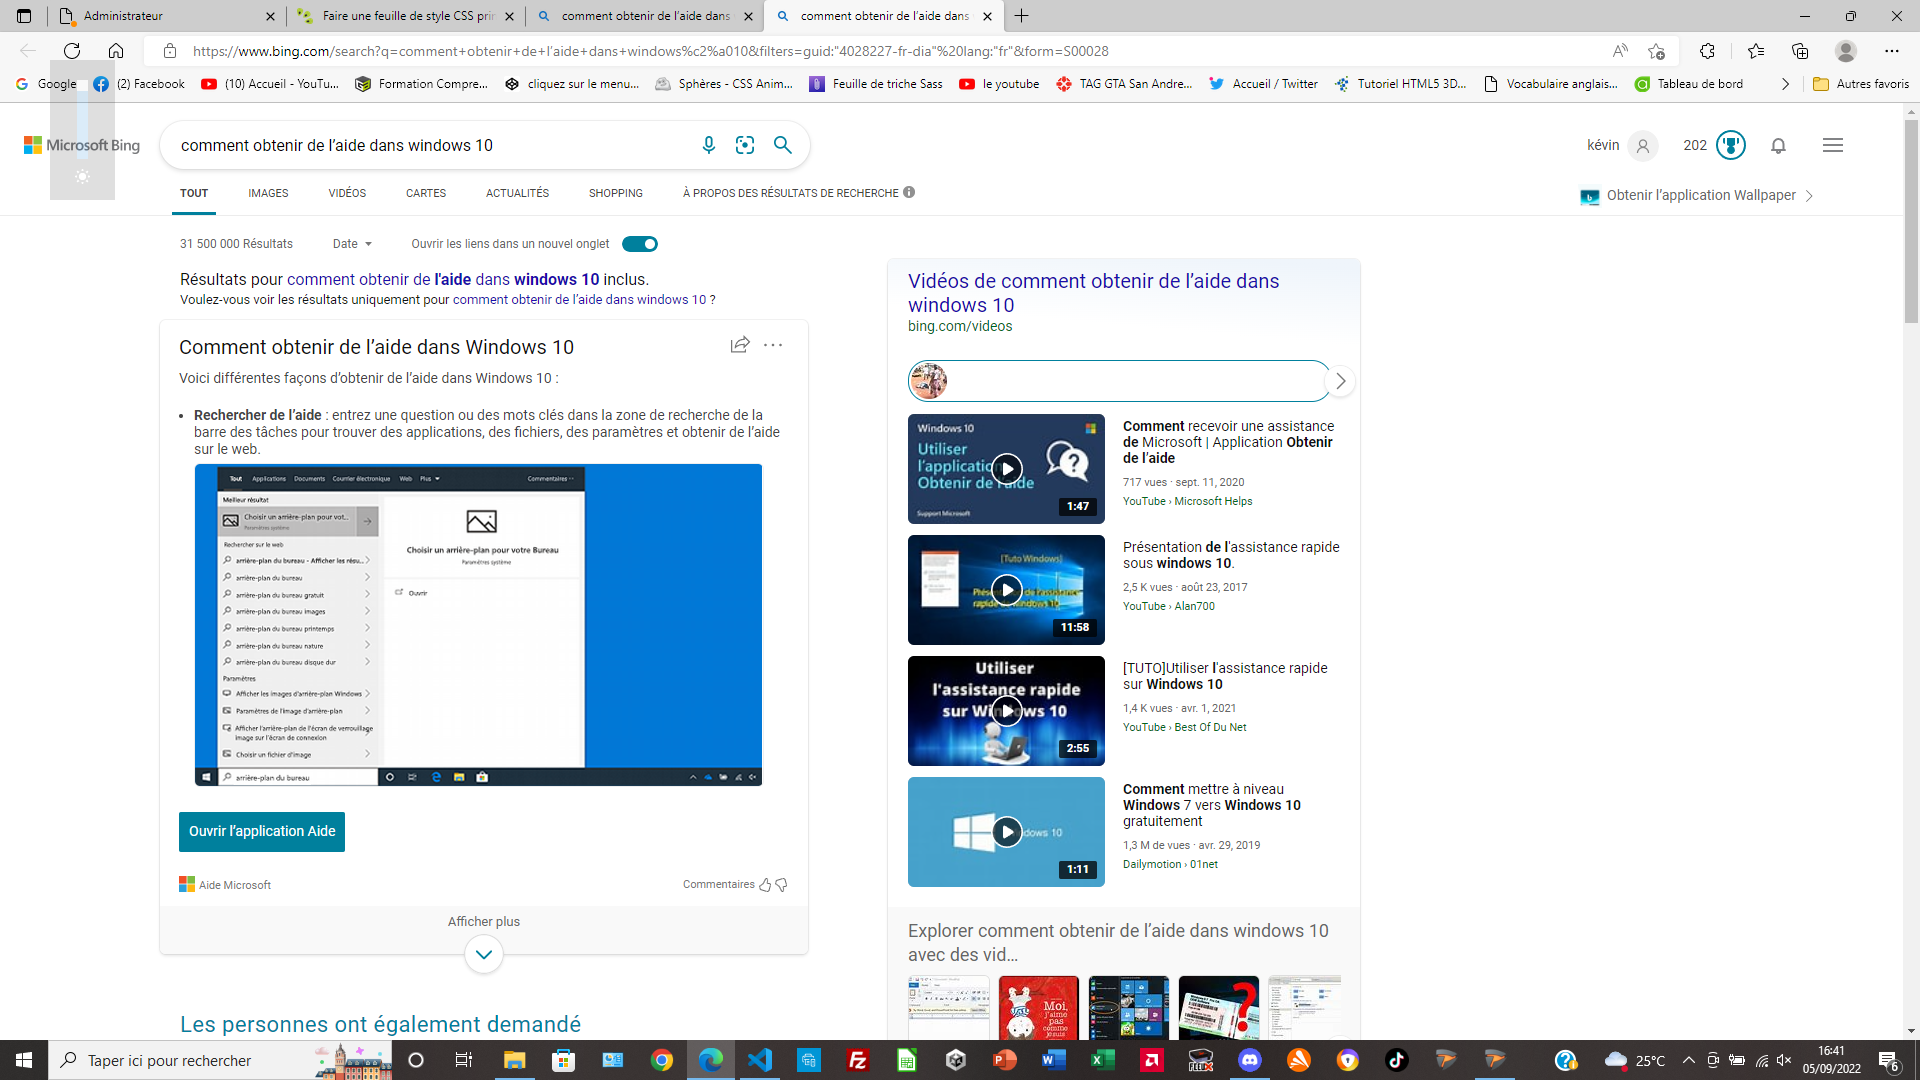 Administrateur
Faire une feuille de style CSS prin
comment obtenir de l'aide dans
comment obtenir de l'aide dans
https://www.bing.com/search?q=comment+obtenir+de+l'aide+dans+windows%c2%a010&filters=guid:"4028227-fr-dia"%20lang:"fr"&form=S00028
Google
(2) Facebook
(10) Accueil - YouTu...
Formation Compre...
cliquez sur le menu...
Sphères - CSS Anim...
Feuille de triche Sass
le youtube
TAG GTA San Andre...
Accueil / Twitter
Tutoriel HTML5 3D...
Vocabulaire anglais...
Tableau de bord
Autres favoris
Microsoft Bing
comment obtenir de l’aide dans windows 10
kévin
202
TOUT
IMAGES
VIDÉOS
CARTES
ACTUALITÉS
SHOPPING
À PROPOS DES RÉSULTATS DE RECHERCHE
Obtenir l’application Wallpaper
31 500 000 Résultats
Date
Ouvrir les liens dans un nouvel onglet
Résultats pour comment obtenir de l'aide dans windows 10 inclus.
Voulez-vous voir les résultats uniquement pour comment obtenir de l’aide dans windows 10 ?
Comment obtenir de l’aide dans Windows 10
Voici différentes façons d’obtenir de l’aide dans Windows 10 :
• Rechercher de l’aide : entrez une question ou des mots clés dans la zone de recherche de la
barre des tâches pour trouver des applications, des fichiers, des paramètres et obtenir de l’aide
sur le web.
Tout Applications Documents Courrier électronique Web Plus
Commentaires
Meilleur résultat
Choisir un arrière-plan pour vot...
Paramètres système
Rechercher sur le web
arrière-plan du bureau - Afficher les résu...
arrière-plan du bureau
arrière-plan du bureau gratuit
arrière-plan du bureau images
arrière-plan du bureau printemps
arrière-plan du bureau nature
arrière-plan du bureau disque dur
Paramètres
Afficher les images d'arrière-plan Windows
Paramètres de l'image d'arrière-plan
Afficher l'arrière-plan de l'écran de verrouillage
image sur l'écran de connexion
Choisir un fichier d'image
arrière-plan du bureau
Choisir un arrière-plan pour votre Bureau
Paramètres système
Ouvrir
Ouvrir l’application Aide
Aide Microsoft
Commentaires
Afficher plus
Les personnes ont également demandé
Vidéos de comment obtenir de l’aide dans
windows 10
bing.com/videos
Windows 10
Utiliser
l'application
Obtenir de l'aide
Support Microsoft
1:47
Comment recevoir une assistance
de Microsoft | Application Obtenir
de l’aide
717 vues · sept. 11, 2020
YouTube › Microsoft Helps
[Tuto Windows]
Présentation de l'assistance
rapide de windows 10
11:58
Présentation de l'assistance rapide
sous windows 10.
2,5 K vues · août 23, 2017
YouTube › Alan700
Utiliser
l'assistance rapide
sur Windows 10
2:55
[TUTO]Utiliser l'assistance rapide
sur Windows 10
1,4 K vues · avr. 1, 2021
YouTube › Best Of Du Net
1:11
Comment mettre à niveau
Windows 7 vers Windows 10
gratuitement
1,3 M de vues · avr. 29, 2019
Dailymotion › 01net
Explorer comment obtenir de l’aide dans windows 10
avec des vid...
Moi,
j'aime
pas
comme
je suis
Taper ici pour rechercher
25°C
16:41
05/09/2022
6